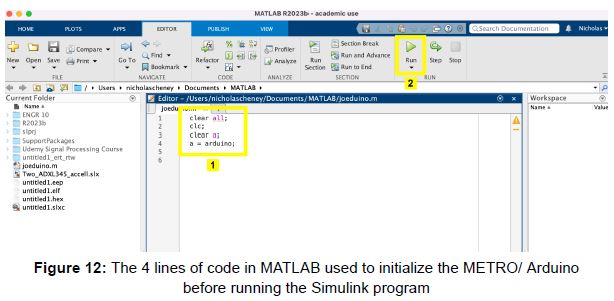 MATLAB R2023b - academic use
HOME PLOTS APPS EDITOR PUBLISH VIEW Search Documentation Nicholas
New Open Save Compare Print Go To Find Bookmark Refactor Profiler Analyze Run Section Section Break Run and Advance Run to End Run Step Stop
FILE NAVIGATE CODE ANALYZE SECTION RUN
2
/ Users nicholascheney Documents MATLAB
Current Folder
Name
ENGR 10
R2023b
slprj
SupportPackages
Udemy Signal Processing Course
untitled1_ert_rtw
joeduino.m
Two_ADXL345_accell.slx
untitled1.eep
untitled1.elf
untitled1.hex
untitled1.slxc
Editor - /Users/nicholascheney/Documents/MATLAB/joeduino.m
1 clear all;
2 clc;
3 clear a;
4 a = arduino;
5
6
1
Workspace
Name Value
Figure 12: The 4 lines of code in MATLAB used to initialize the METRO/ Arduino
before running the Simulink program